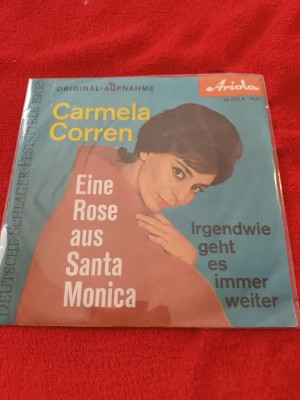 ORIGINAL-AUFNAHME
Ariola
Carmela
Corren
Eine
Rose
aus
Santa
Monica
Irgendwie
geht
es
immer
weiter
DEUTSCHE SCHLAGER-FESTSPIELE 1962